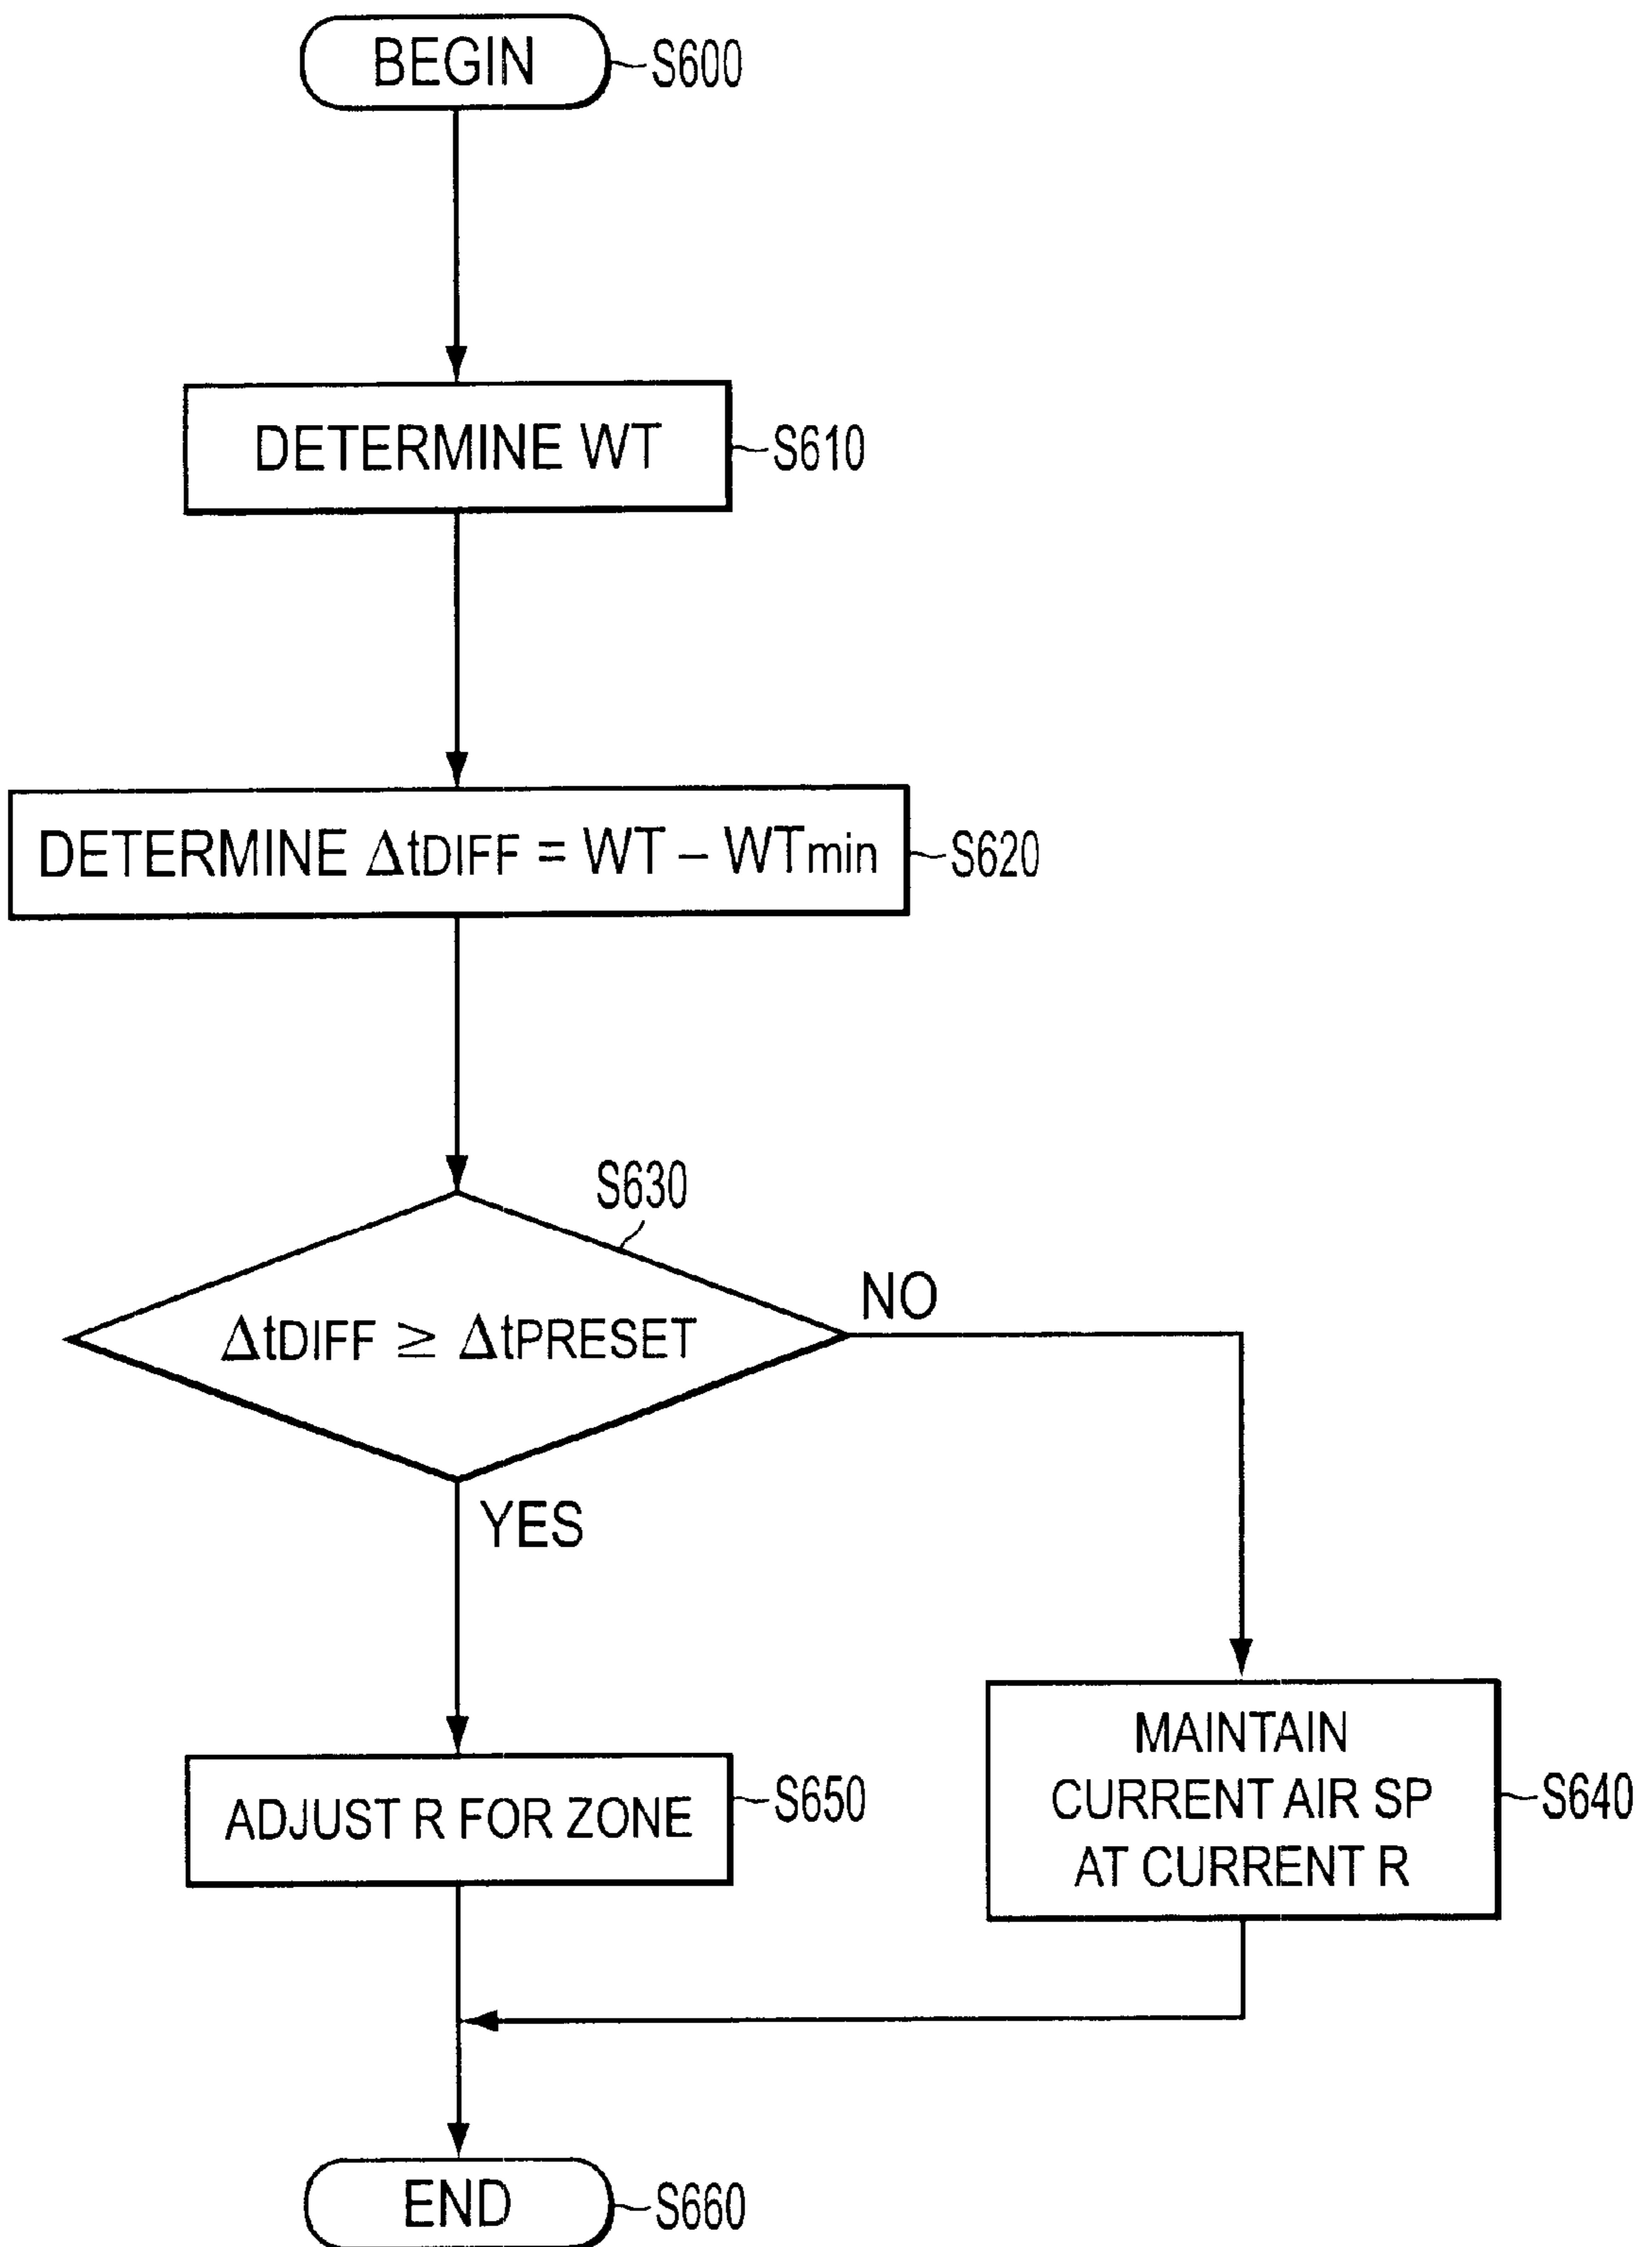 BEGIN S600
DETERMINE WT S610
DETERMINE ΔtDIFF = WT – WTmin S620
S630
ΔtDIFF ≥ ΔtPRESET
NO
YES
MAINTAIN
CURRENT AIR SP
AT CURRENT R
S640
ADJUST R FOR ZONE S650
END S660